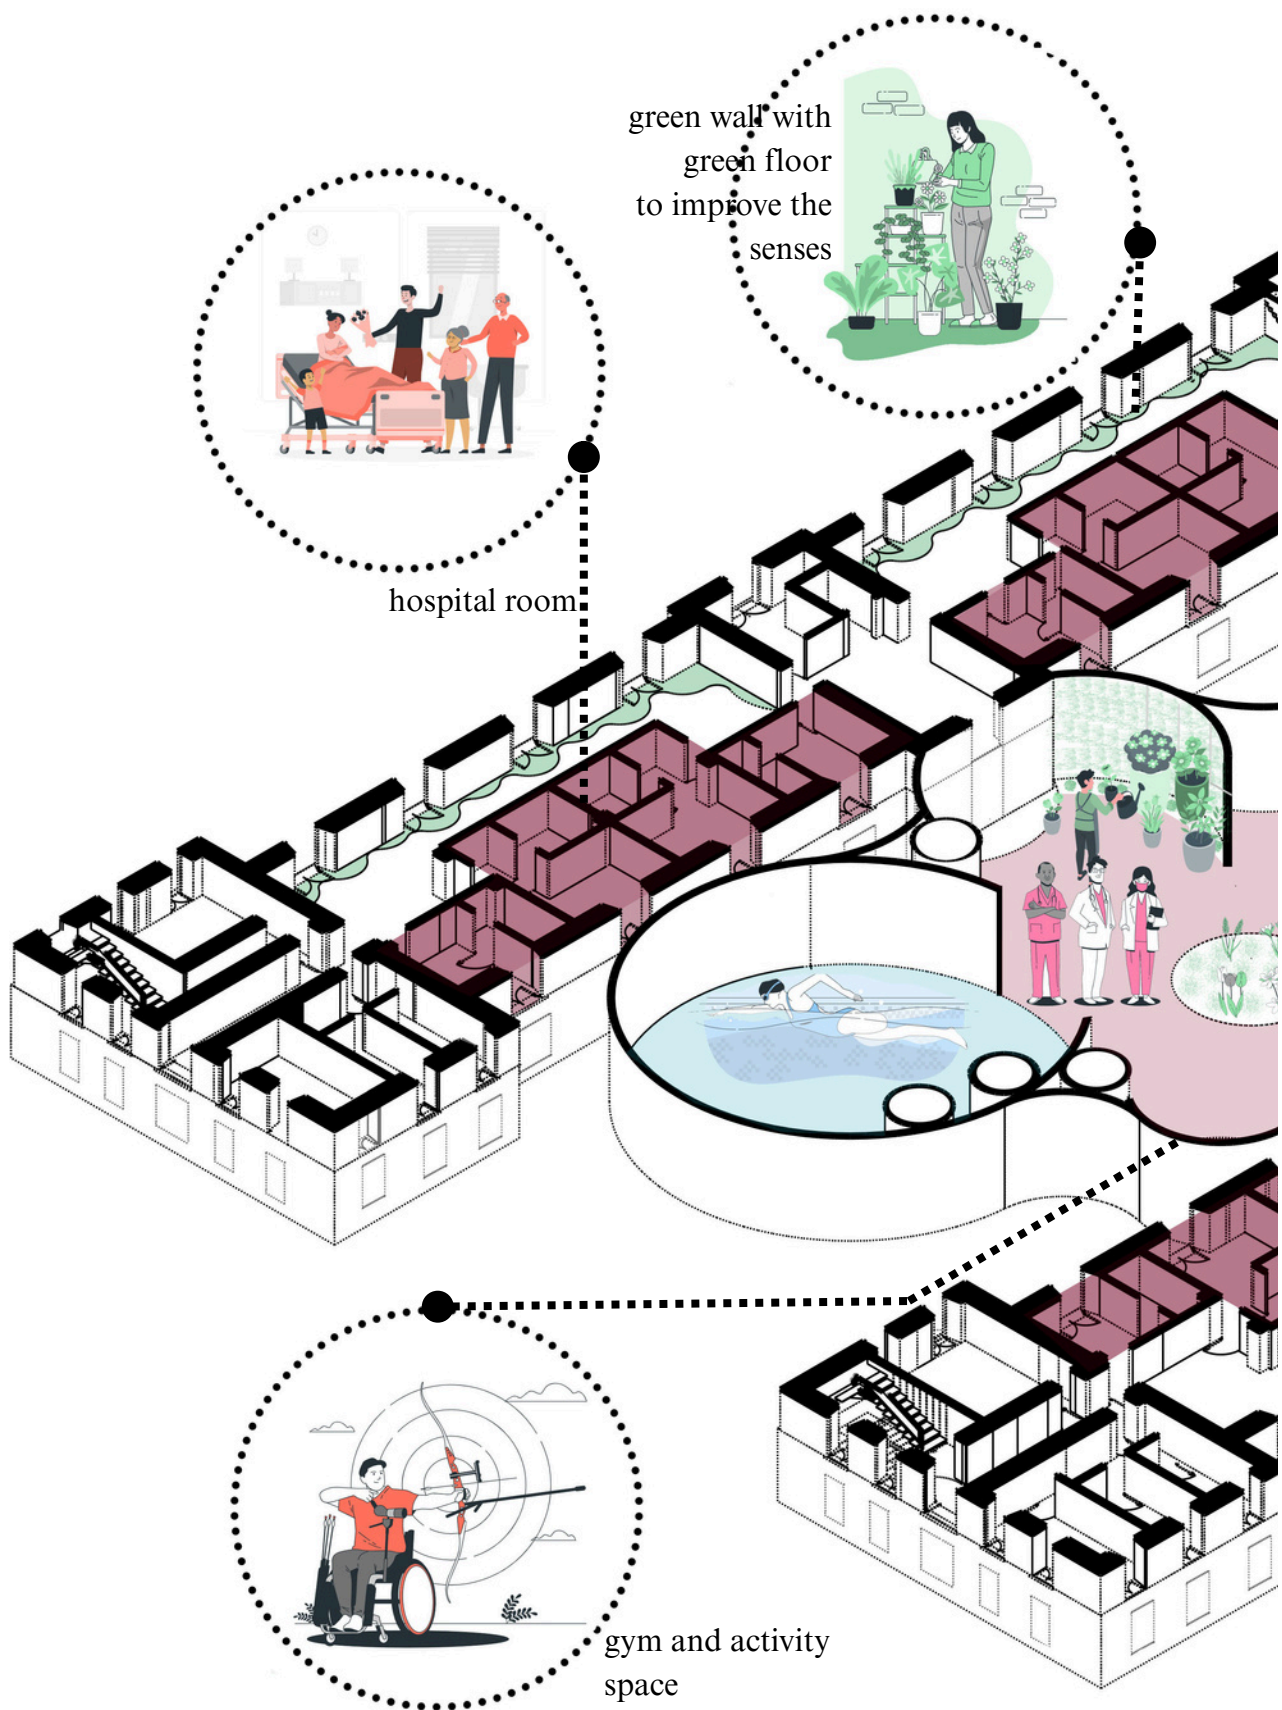 green wall with
green floor
to improve the
senses
hospital room
gym and activity
space